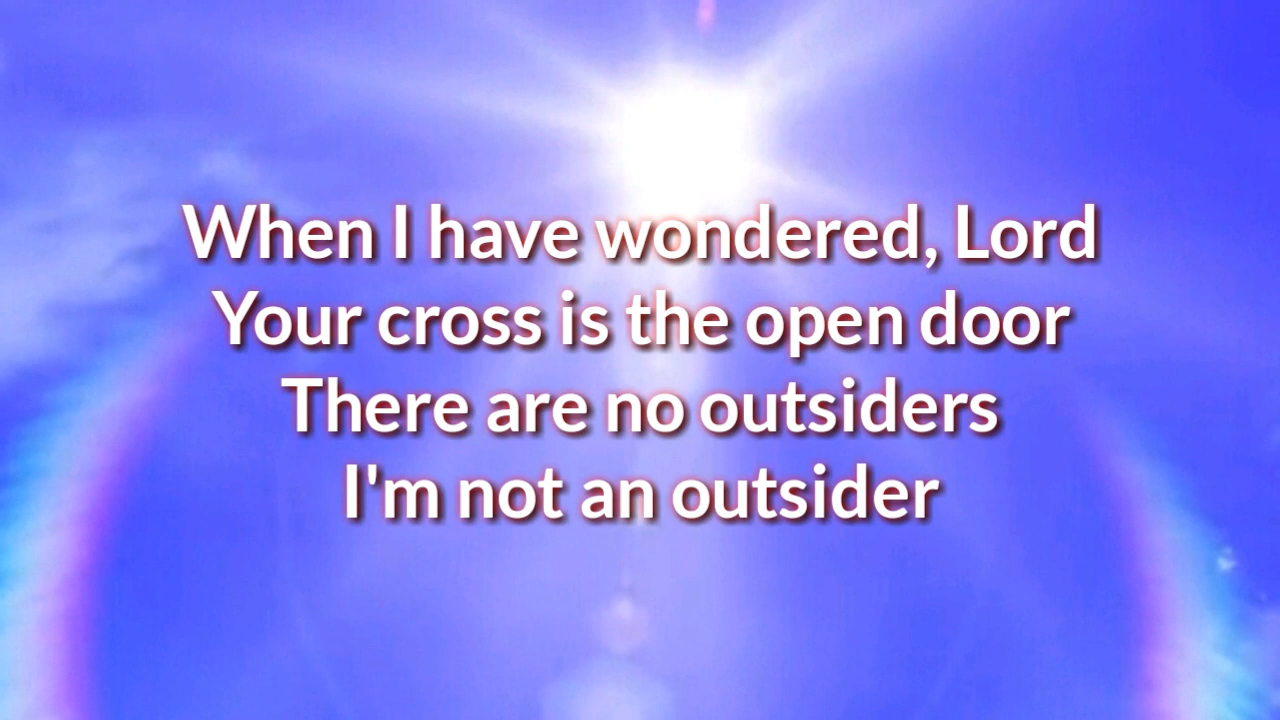 When I have wondered, Lord
Your cross is the open door
There are no outsiders
I'm not an outsider